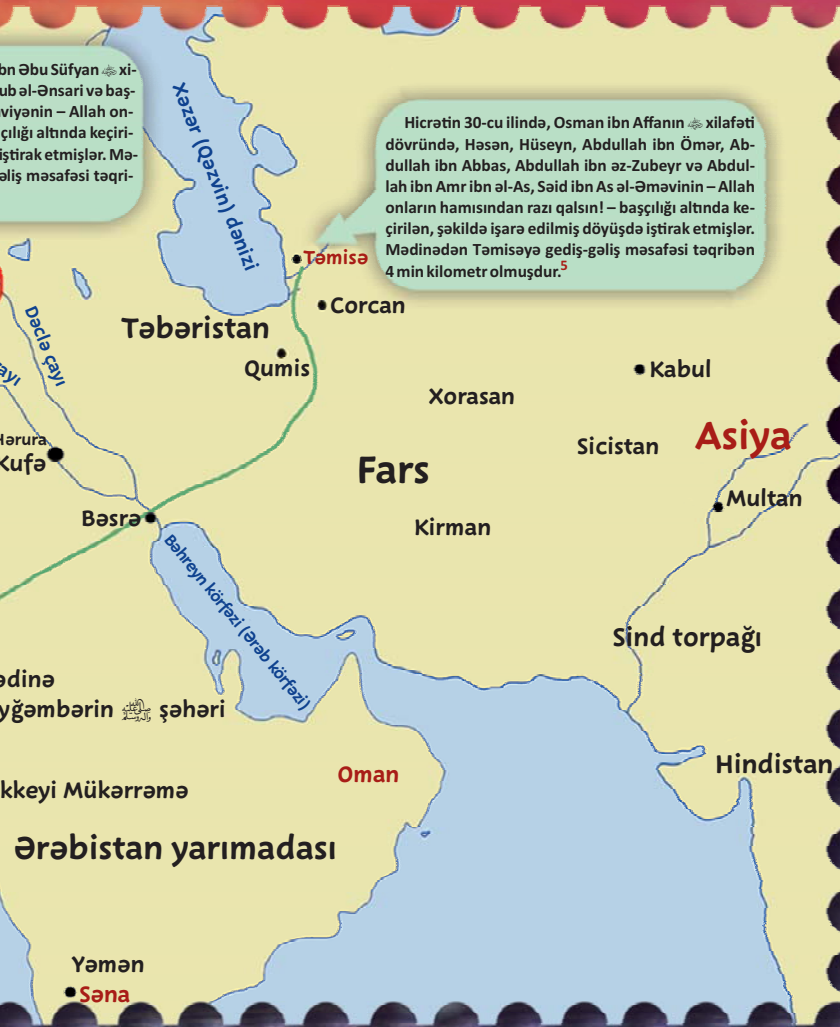 bn Əbu Süfyan ؓ xi-
ub əl-Ənsari və baş-
viyənin – Allah on-
çılığı altında keçiri-
iştirak etmişlər. Mə-
əliş məsafəsi təqri-
Xəzər (Qəzvin) dənizi
Hicrətin 30-cu ilində, Osman ibn Affanın ؓ xilafəti
dövründə, Həsən, Hüseyn, Abdullah ibn Ömər, Ab-
dullah ibn Abbas, Abdullah ibn əz-Zubeyr və Abdul-
lah ibn Amr ibn əl-As, Səid ibn As əl-Əməvinin – Allah
onların hamısından razı qalsın! – başçılığı altında ke-
çirilən, şəkildə işarə edilmiş döyüşdə iştirak etmişlər.
Mədinədən Təmisəyə gediş-gəliş məsafəsi təqribən
4 min kilometr olmuşdur.5
Təmisə
Corcan
Təbəristan
Qumis
Dəclə çayı
ayı
Kabul
Xorasan
Asiya
Sicistan
Hərura
Kufə
Fars
Multan
Bəsrə
Kirman
Bəhreyn körfəzi (Ərəb körfəzi)
Sind torpağı
ədinə
yğəmbərin ﷺ şəhəri
Hindistan
Oman
kkeyi Mükərrəmə
Ərəbistan yarımadası
Yəmən
Səna